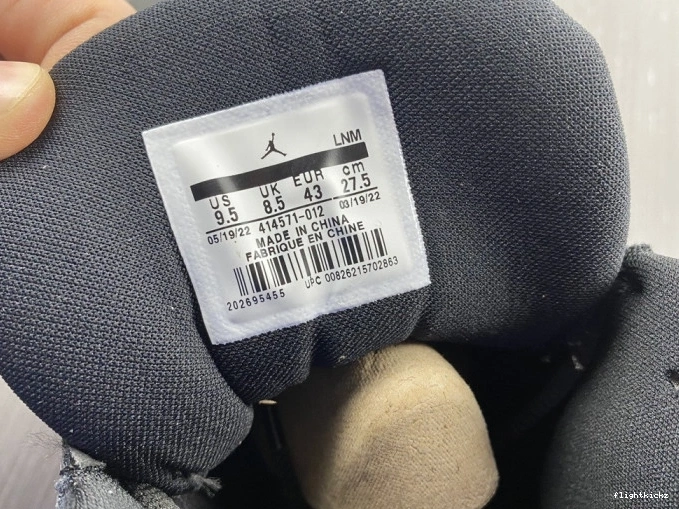 LNM
US UK EUR cm
9.5 8.5 43 27.5
05/19/22 414571-012 03/19/22
MADE IN CHINA
FABRIQUE EN CHINE
202695455 UPC 00826215702863
flightkickz